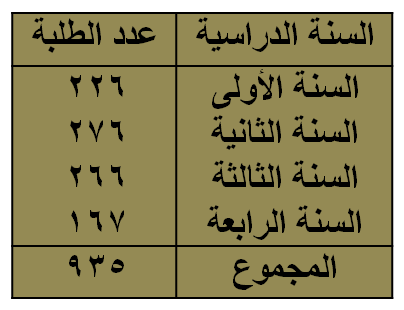 السنة الدراسية عدد الطلبة
السنة الأولى ٢٢٦
السنة الثانية ٢٧٦
السنة الثالثة ٢٦٦
السنة الرابعة ١٦٧
المجموع ٩٣٥